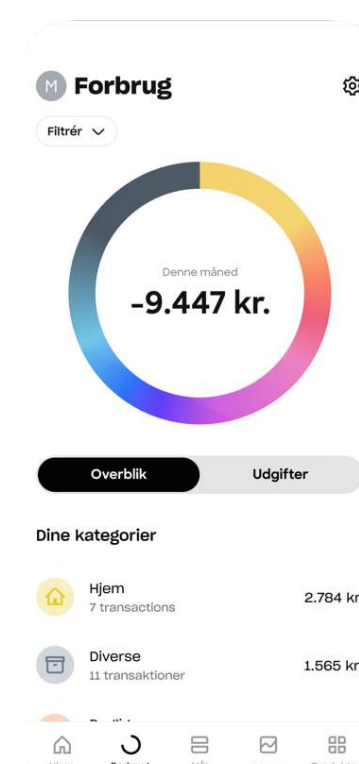 M Forbrug
Filtrér
Denne måned
-9.447 kr.
Overblik Udgifter
Dine kategorier
Hjem
7 transactions
2.784 kr
Diverse
11 transaktioner
1.565 kr